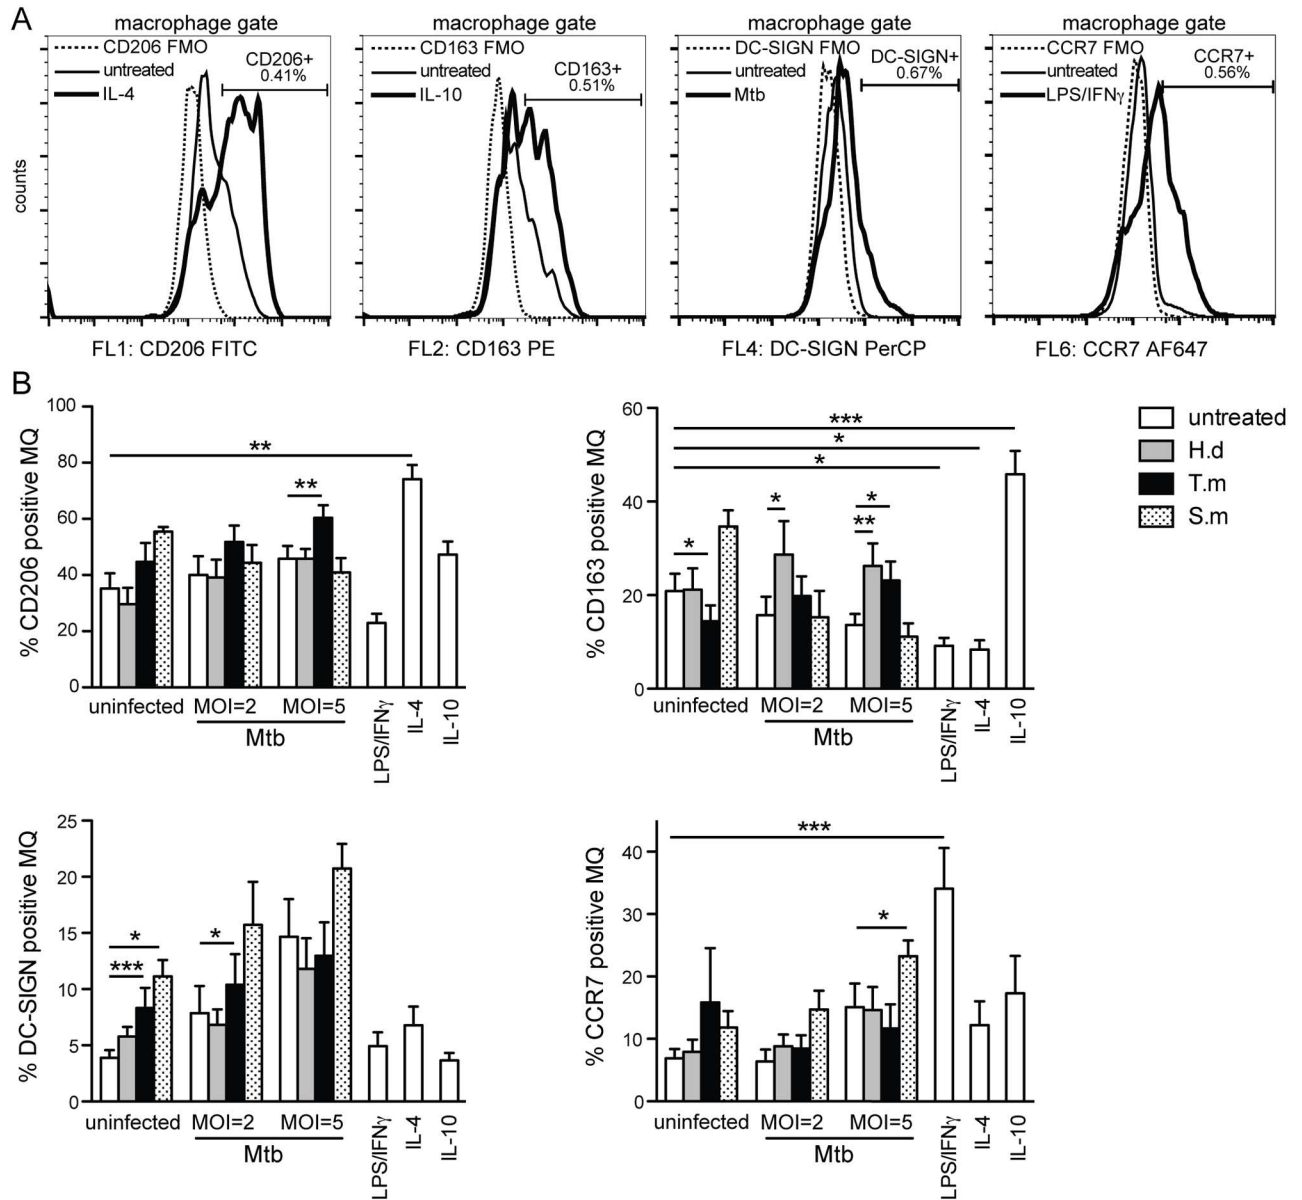 A
macrophage gate
CD206 FMO
untreated
IL-4
CD206+
0.41%
counts
FL1: CD206 FITC
macrophage gate
CD163 FMO
untreated
IL-10
CD163+
0.51%
FL2: CD163 PE
macrophage gate
DC-SIGN FMO
untreated
Mtb
DC-SIGN+
0.67%
FL4: DC-SIGN PerCP
macrophage gate
CCR7 FMO
untreated
LPS/IFNγ
CCR7+
0.56%
FL6: CCR7 AF647
B
% CD206 positive MQ
100
80
60
40
20
0
**
**
uninfected
MOI=2
MOI=5
Mtb
LPS/IFNγ
IL-4
IL-10
% CD163 positive MQ
60
40
20
0
***
*
*
*
*
*
**
uninfected
MOI=2
MOI=5
Mtb
LPS/IFNγ
IL-4
IL-10
untreated
H.d
T.m
S.m
% DC-SIGN positive MQ
25
20
15
10
5
0
*
***
*
uninfected
MOI=2
MOI=5
Mtb
LPS/IFNγ
IL-4
IL-10
% CCR7 positive MQ
40
30
20
10
0
***
*
uninfected
MOI=2
MOI=5
Mtb
LPS/IFNγ
IL-4
IL-10